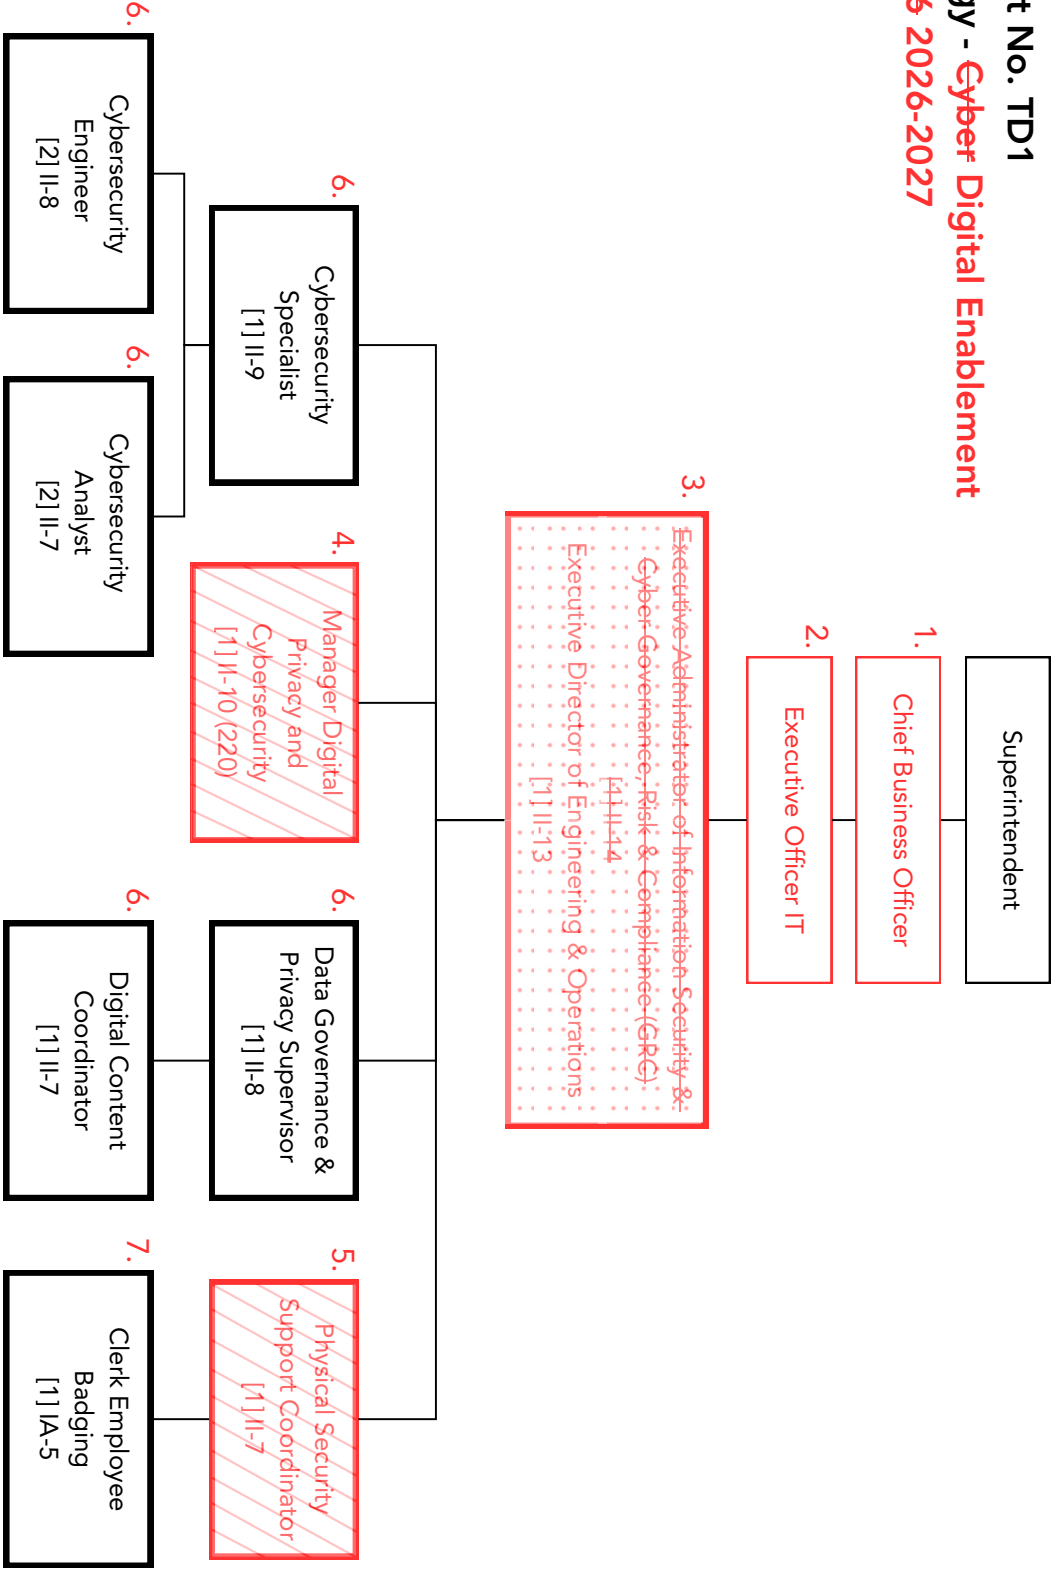 t No. TD1
gy - Cyber Digital Enablement
6 2026-2027
Superintendent
1.
Chief Business Officer
2.
Executive Officer IT
3.
Executive Administrator of Information Security &
Cyber Governance, Risk & Compliance (GRC)
[1] II-14
Executive Director of Engineering & Operations
[1] II-13
6.
Cybersecurity
Specialist
[1] II-9
4.
Manager Digital
Privacy and
Cybersecurity
[1] II-10 (220)
6.
Data Governance &
Privacy Supervisor
[1] II-8
5.
Physical Security
Support Coordinator
[1] II-7
6.
Cybersecurity
Engineer
[2] II-8
6.
Cybersecurity
Analyst
[2] II-7
6.
Digital Content
Coordinator
[1] II-7
7.
Clerk Employee
Badging
[1] IA-5